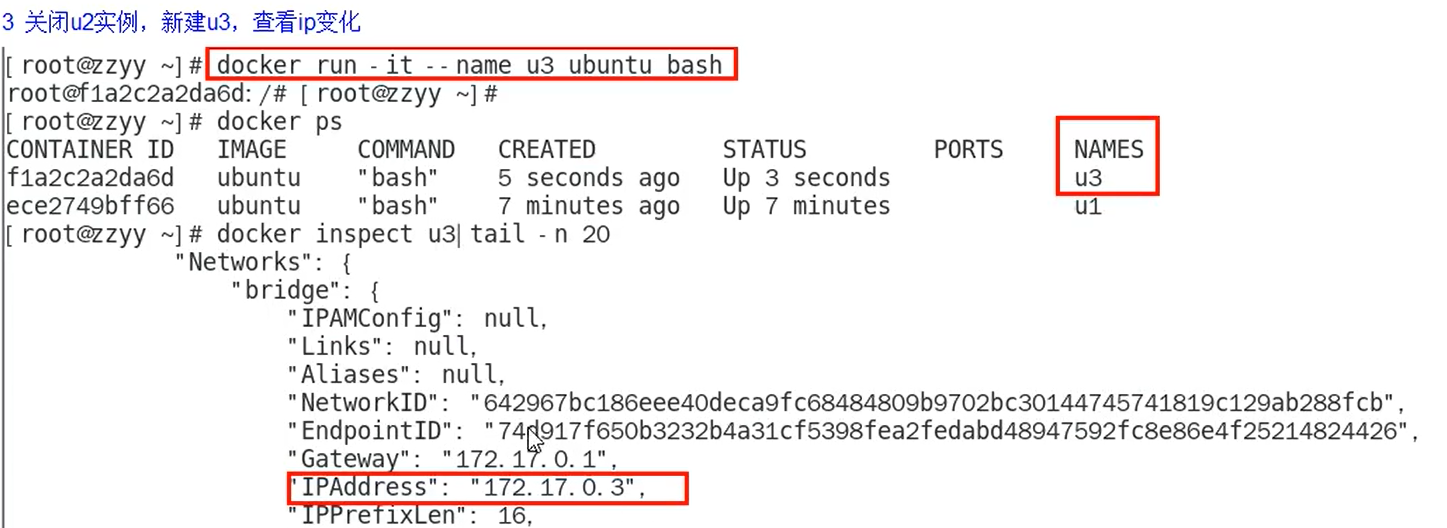 3 关闭u2实例，新建u3，查看ip变化
[root@zzyy ~]# docker run -it --name u3 ubuntu bash
root@f1a2c2a2da6d:/# [root@zzyy ~]#
[root@zzyy ~]# docker ps
CONTAINER ID   IMAGE     COMMAND   CREATED         STATUS         PORTS     NAMES
f1a2c2a2da6d   ubuntu    "bash"    5 seconds ago   Up 3 seconds             u3
ece2749bff66   ubuntu    "bash"    7 minutes ago   Up 7 minutes             u1
[root@zzyy ~]# docker inspect u3|tail -n 20
            "Networks": {
                "bridge": {
                    "IPAMConfig": null,
                    "Links": null,
                    "Aliases": null,
                    "NetworkID": "642967bc186eee40deca9fc68484809b9702bc30144745741819c129ab288fcb",
                    "EndpointID": "74d917f650b3232b4a31cf5398fea2fedabd48947592fc8e86e4f25214824426",
                    "Gateway": "172.17.0.1",
                    "IPAddress": "172.17.0.3",
                    "IPPrefixLen": 16,